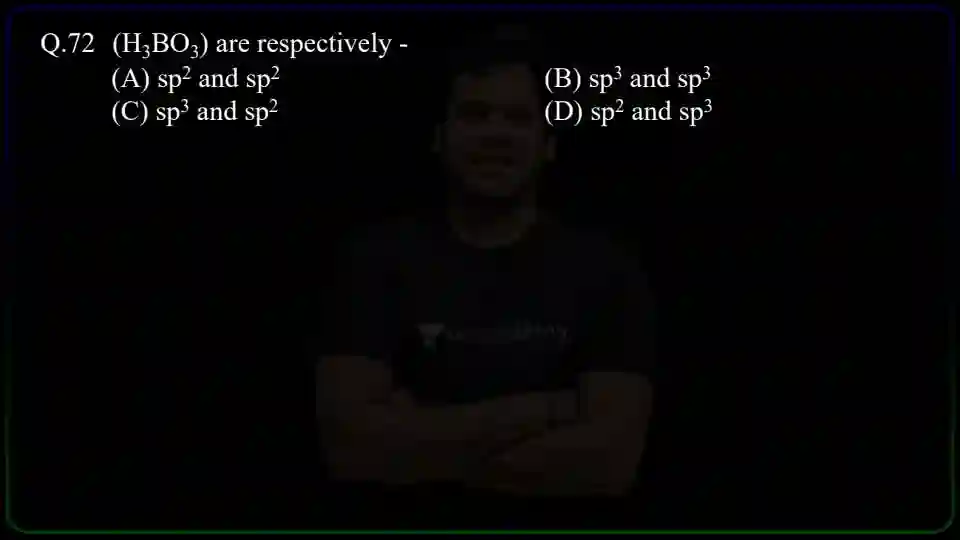 Q.72 (H₃BO₃) are respectively -
(A) sp² and sp² (B) sp³ and sp³
(C) sp³ and sp² (D) sp² and sp³